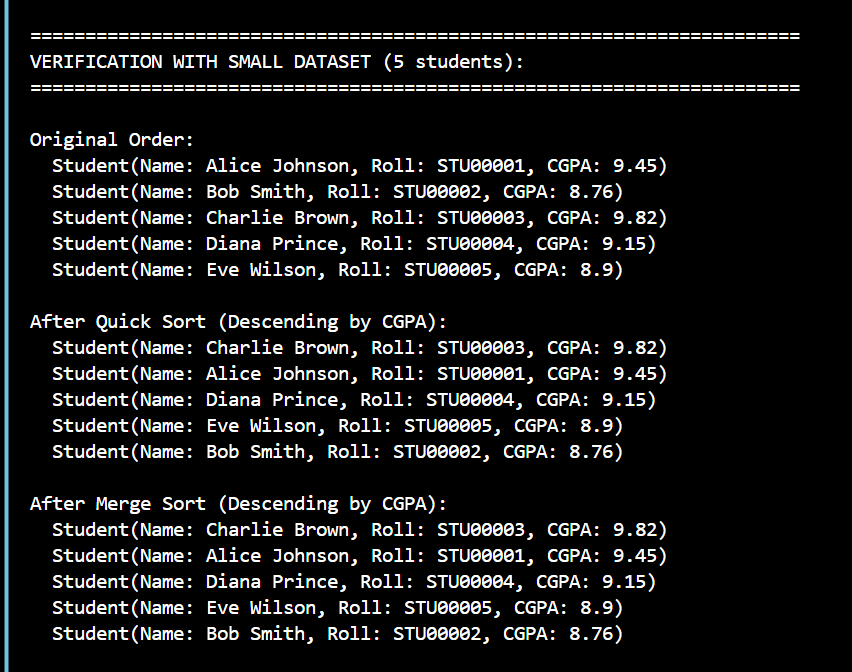 ======================================================================
VERIFICATION WITH SMALL DATASET (5 students):
======================================================================
Original Order:
Student(Name: Alice Johnson, Roll: STU00001, CGPA: 9.45)
Student(Name: Bob Smith, Roll: STU00002, CGPA: 8.76)
Student(Name: Charlie Brown, Roll: STU00003, CGPA: 9.82)
Student(Name: Diana Prince, Roll: STU00004, CGPA: 9.15)
Student(Name: Eve Wilson, Roll: STU00005, CGPA: 8.9)
After Quick Sort (Descending by CGPA):
Student(Name: Charlie Brown, Roll: STU00003, CGPA: 9.82)
Student(Name: Alice Johnson, Roll: STU00001, CGPA: 9.45)
Student(Name: Diana Prince, Roll: STU00004, CGPA: 9.15)
Student(Name: Eve Wilson, Roll: STU00005, CGPA: 8.9)
Student(Name: Bob Smith, Roll: STU00002, CGPA: 8.76)
After Merge Sort (Descending by CGPA):
Student(Name: Charlie Brown, Roll: STU00003, CGPA: 9.82)
Student(Name: Alice Johnson, Roll: STU00001, CGPA: 9.45)
Student(Name: Diana Prince, Roll: STU00004, CGPA: 9.15)
Student(Name: Eve Wilson, Roll: STU00005, CGPA: 8.9)
Student(Name: Bob Smith, Roll: STU00002, CGPA: 8.76)